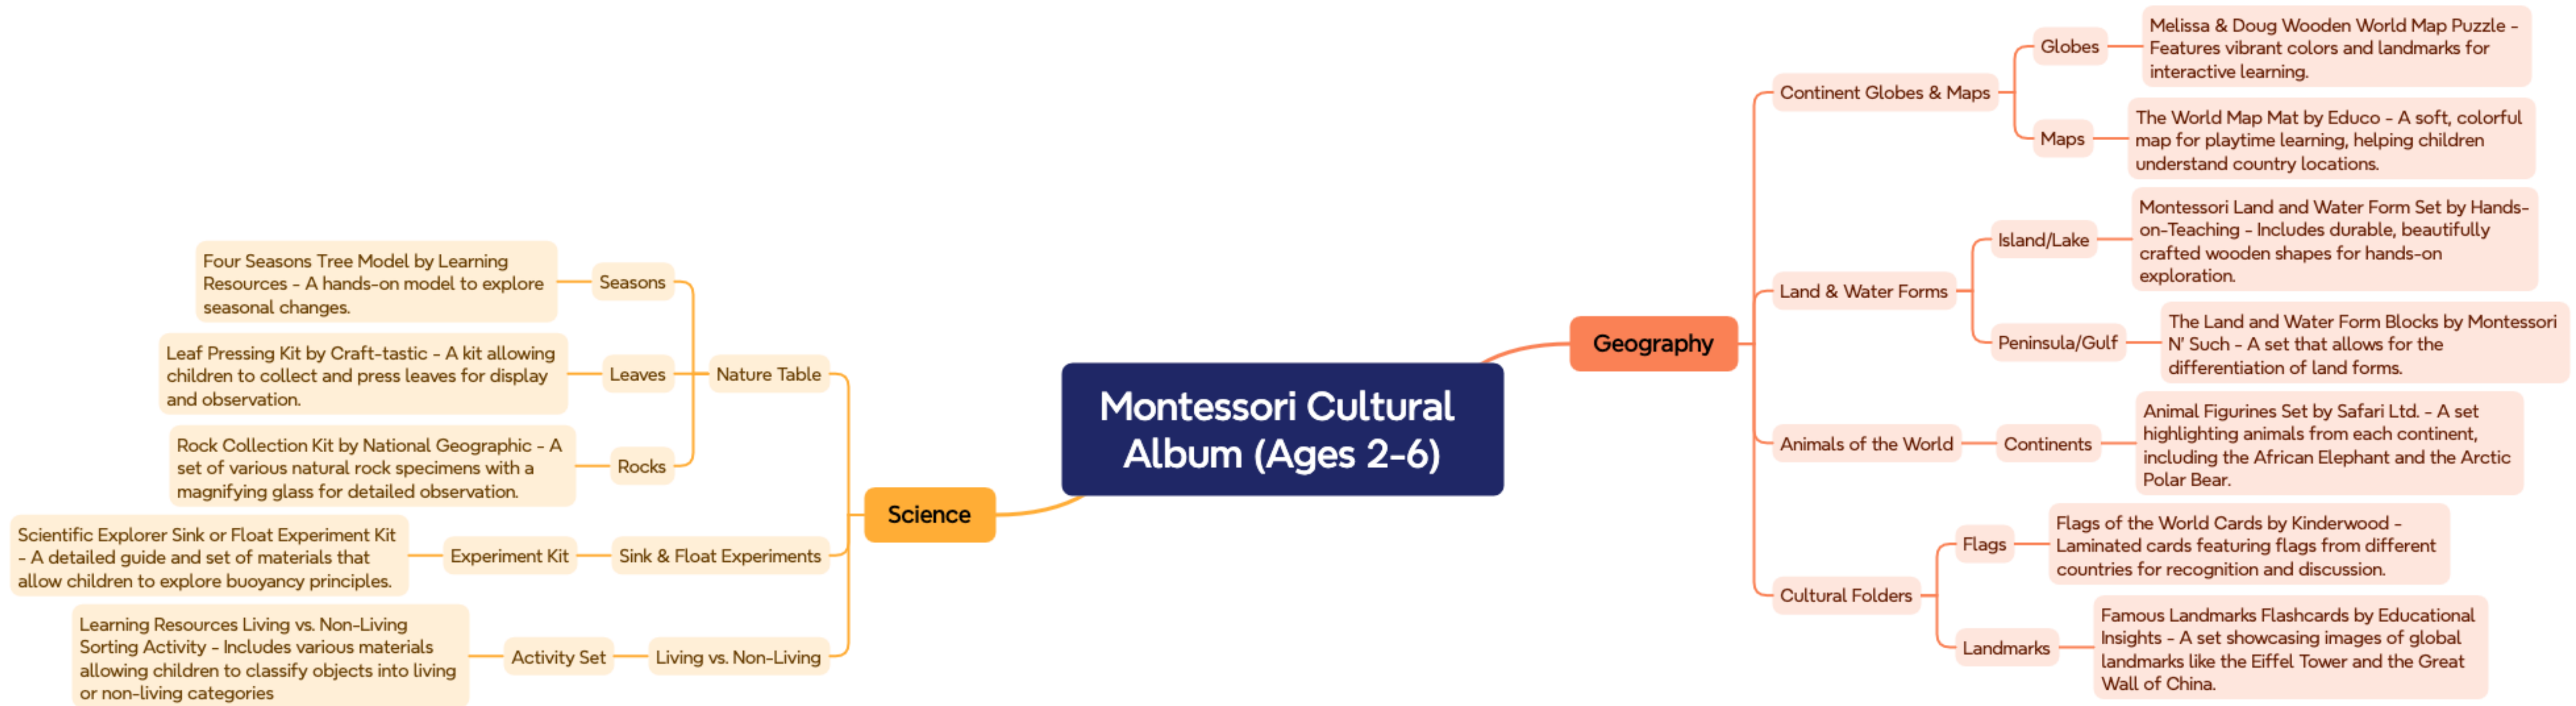 Montessori Cultural
Album (Ages 2-6)
Geography
Continent Globes & Maps
Globes
Melissa & Doug Wooden World Map Puzzle -
Features vibrant colors and landmarks for
interactive learning.
Maps
The World Map Mat by Educo - A soft, colorful
map for playtime learning, helping children
understand country locations.
Land & Water Forms
Island/Lake
Montessori Land and Water Form Set by Hands-
on-Teaching - Includes durable, beautifully
crafted wooden shapes for hands-on
exploration.
Peninsula/Gulf
The Land and Water Form Blocks by Montessori
N' Such - A set that allows for the
differentiation of land forms.
Animals of the World
Continents
Animal Figurines Set by Safari Ltd. - A set
highlighting animals from each continent,
including the African Elephant and the Arctic
Polar Bear.
Cultural Folders
Flags
Flags of the World Cards by Kinderwood -
Laminated cards featuring flags from different
countries for recognition and discussion.
Landmarks
Famous Landmarks Flashcards by Educational
Insights - A set showcasing images of global
landmarks like the Eiffel Tower and the Great
Wall of China.
Science
Nature Table
Seasons
Four Seasons Tree Model by Learning
Resources - A hands-on model to explore
seasonal changes.
Leaves
Leaf Pressing Kit by Craft-tastic - A kit allowing
children to collect and press leaves for display
and observation.
Rocks
Rock Collection Kit by National Geographic - A
set of various natural rock specimens with a
magnifying glass for detailed observation.
Sink & Float Experiments
Experiment Kit
Scientific Explorer Sink or Float Experiment Kit
- A detailed guide and set of materials that
allow children to explore buoyancy principles.
Living vs. Non-Living
Activity Set
Learning Resources Living vs. Non-Living
Sorting Activity - Includes various materials
allowing children to classify objects into living
or non-living categories